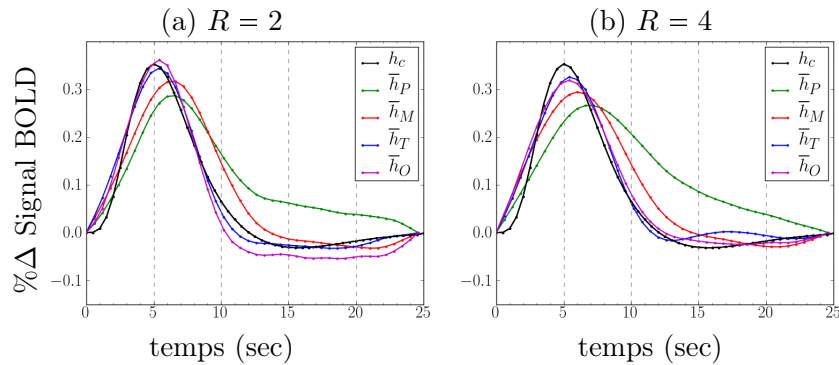 (a) R = 2
(b) R = 4
%Δ Signal BOLD
0.3
0.2
0.1
0.0
−0.1
0 5 10 15 20 25
temps (sec)
h_c
h̅_P
h̅_M
h̅_T
h̅_O
0.3
0.2
0.1
0.0
−0.1
0 5 10 15 20 25
temps (sec)
h_c
h̅_P
h̅_M
h̅_T
h̅_O